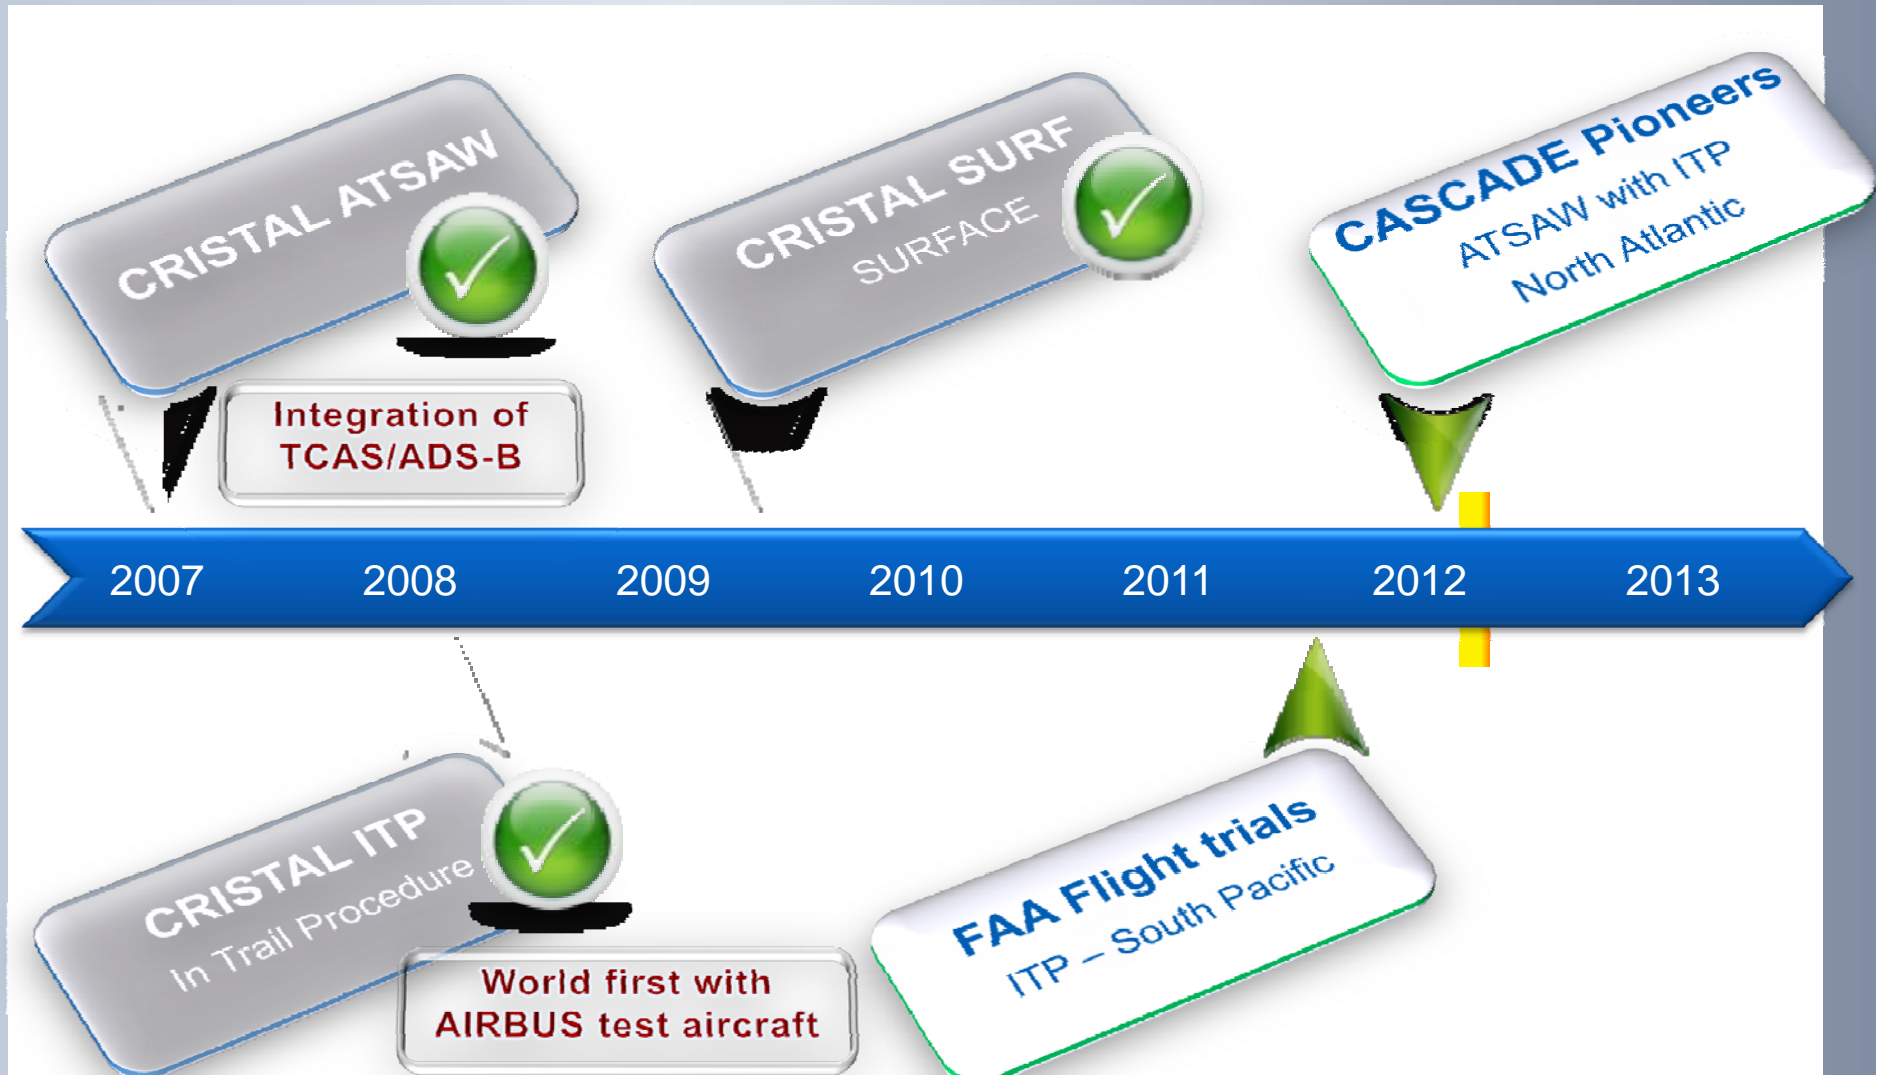 CRISTAL ATSAW
Integration of
TCAS/ADS-B
CRISTAL SURF
SURFACE
CASCADE Pioneers
ATSAW with ITP
North Atlantic
2007 2008 2009 2010 2011 2012 2013
CRISTAL ITP
In Trail Procedure
World first with
AIRBUS test aircraft
FAA Flight trials
ITP – South Pacific